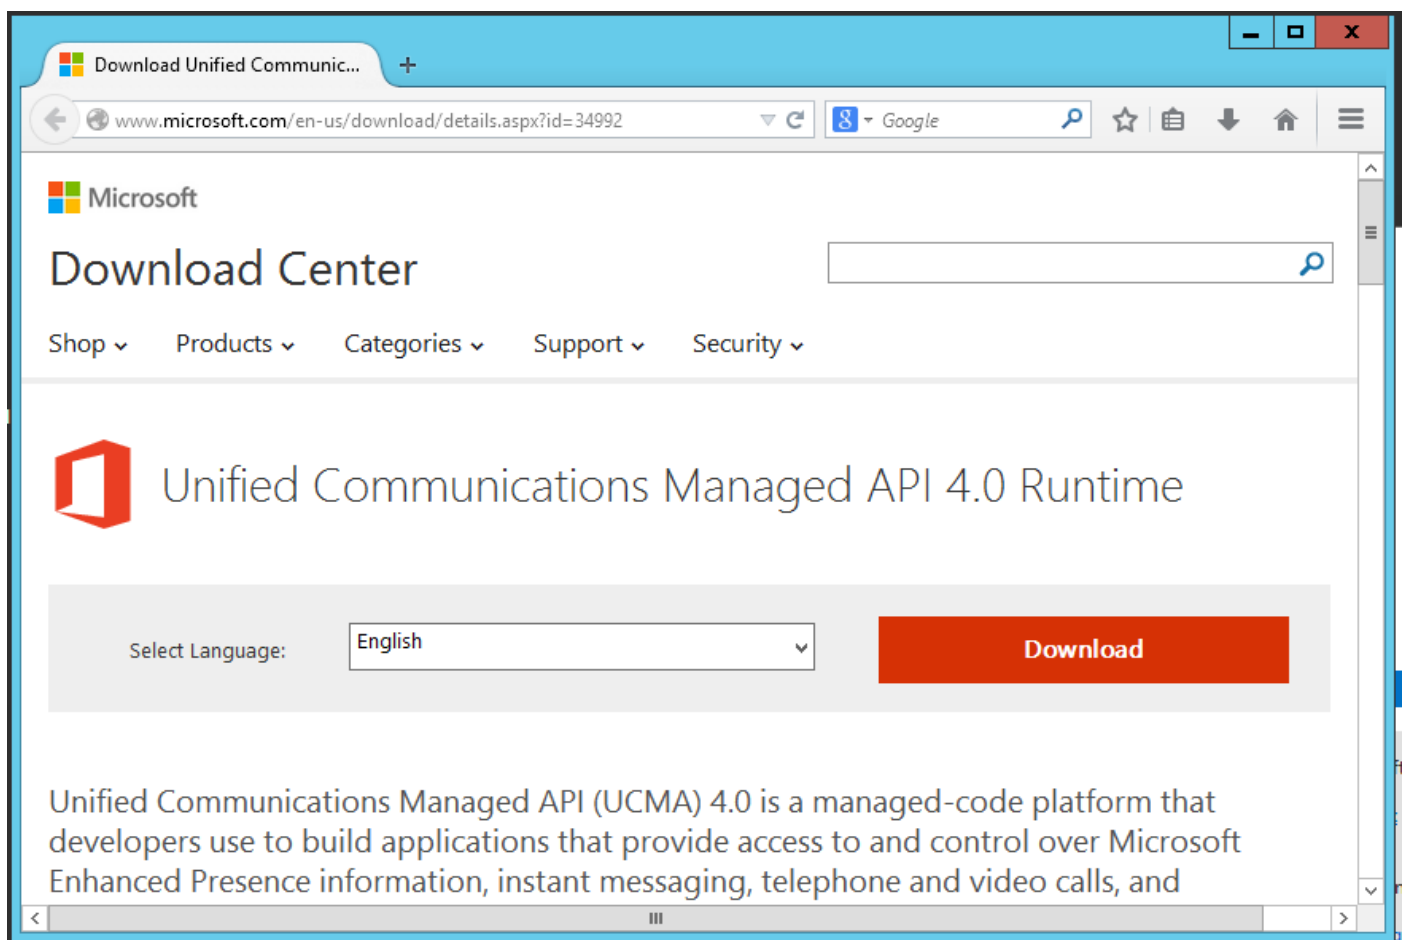 Download Unified Communic...
www.microsoft.com/en-us/download/details.aspx?id=34992
Google
Microsoft
Download Center
Shop Products Categories Support Security
Unified Communications Managed API 4.0 Runtime
Select Language: English Download
Unified Communications Managed API (UCMA) 4.0 is a managed-code platform that
developers use to build applications that provide access to and control over Microsoft
Enhanced Presence information, instant messaging, telephone and video calls, and